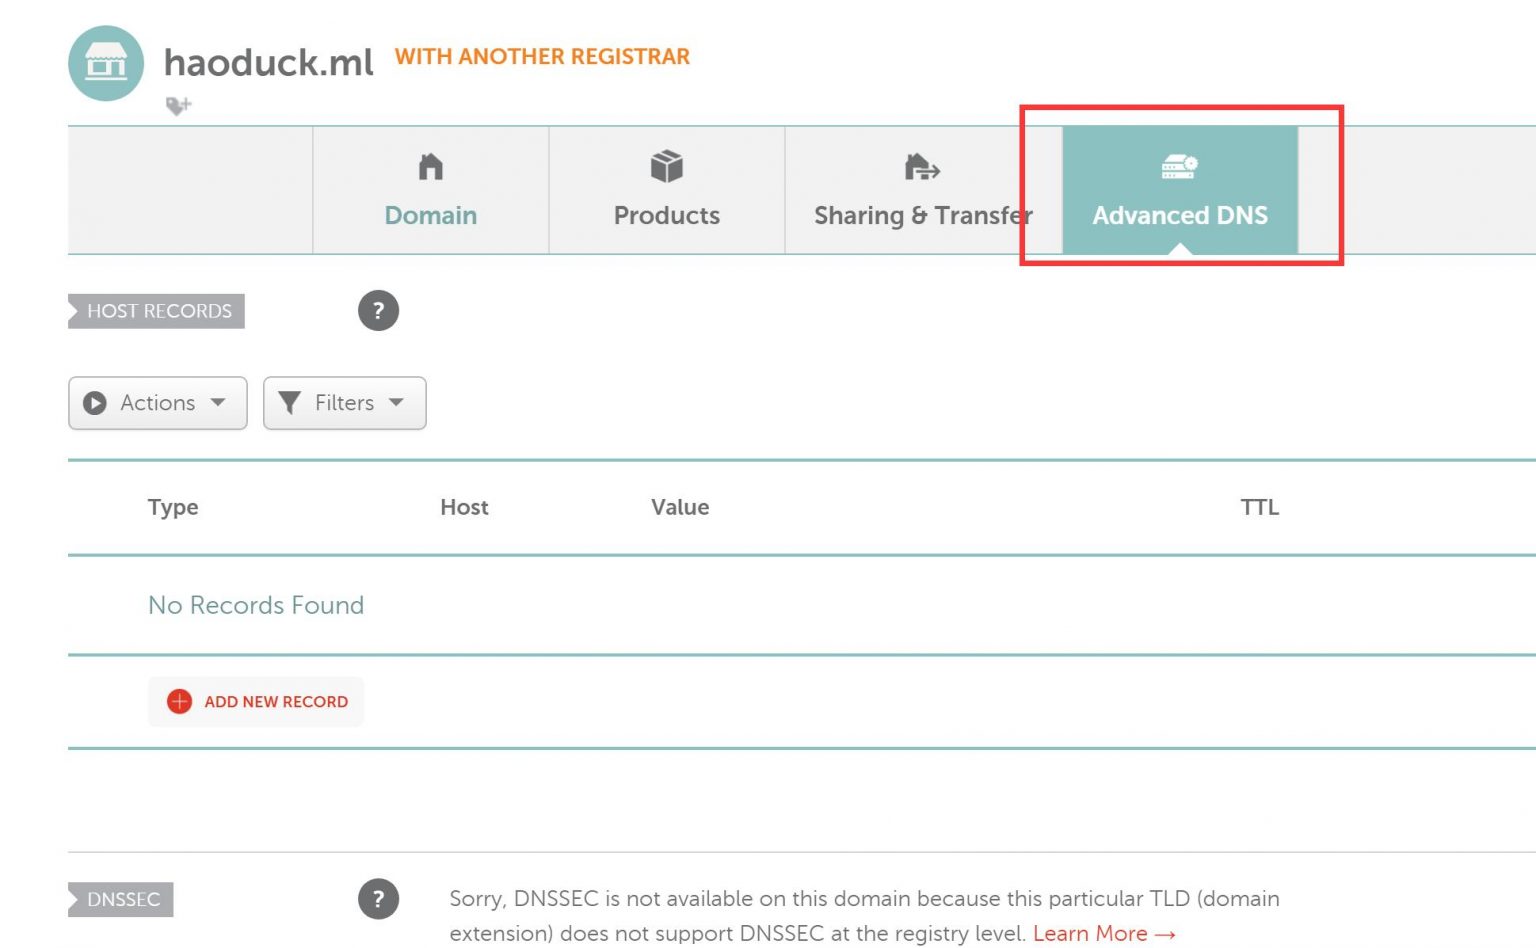 haoduck.ml WITH ANOTHER REGISTRAR
Domain
Products
Sharing & Transfer
Advanced DNS
HOST RECORDS ?
Actions Filters
Type Host Value TTL
No Records Found
ADD NEW RECORD
DNSSEC ? Sorry, DNSSEC is not available on this domain because this particular TLD (domain
extension) does not support DNSSEC at the registry level. Learn More →